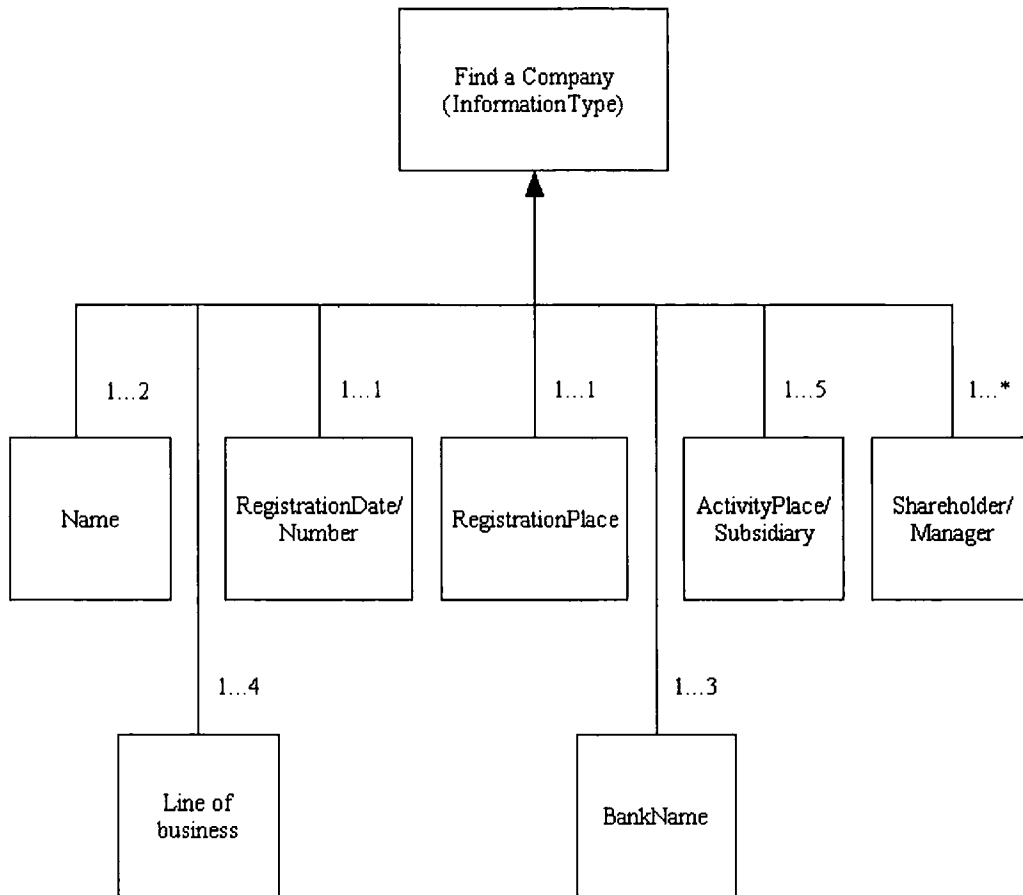 Find a Company
(InformationType)
1...2
1...1
1...1
1...5
1...*
Name
RegistrationDate/
Number
RegistrationPlace
ActivityPlace/
Subsidiary
Shareholder/
Manager
1...4
1...3
Line of
business
BankName